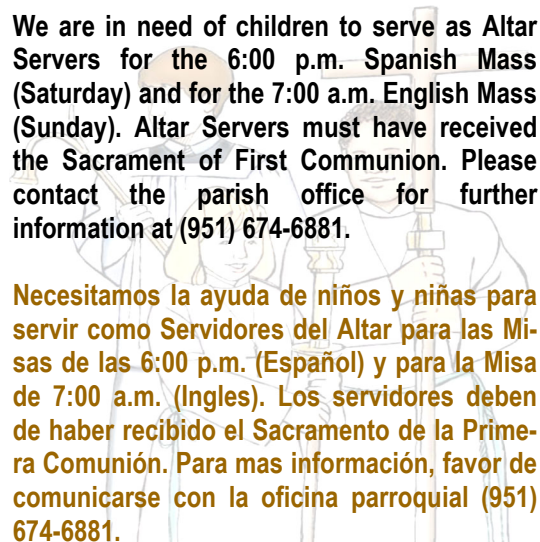 We are in need of children to serve as Altar
Servers for the 6:00 p.m. Spanish Mass
(Saturday) and for the 7:00 a.m. English Mass
(Sunday). Altar Servers must have received
the Sacrament of First Communion. Please
contact the parish office for further
information at (951) 674-6881.
Necesitamos la ayuda de niños y niñas para
servir como Servidores del Altar para las Mi-
sas de las 6:00 p.m. (Español) y para la Misa
de 7:00 a.m. (Ingles). Los servidores deben
de haber recibido el Sacramento de la Prime-
ra Comunión. Para mas información, favor de
comunicarse con la oficina parroquial (951)
674-6881.